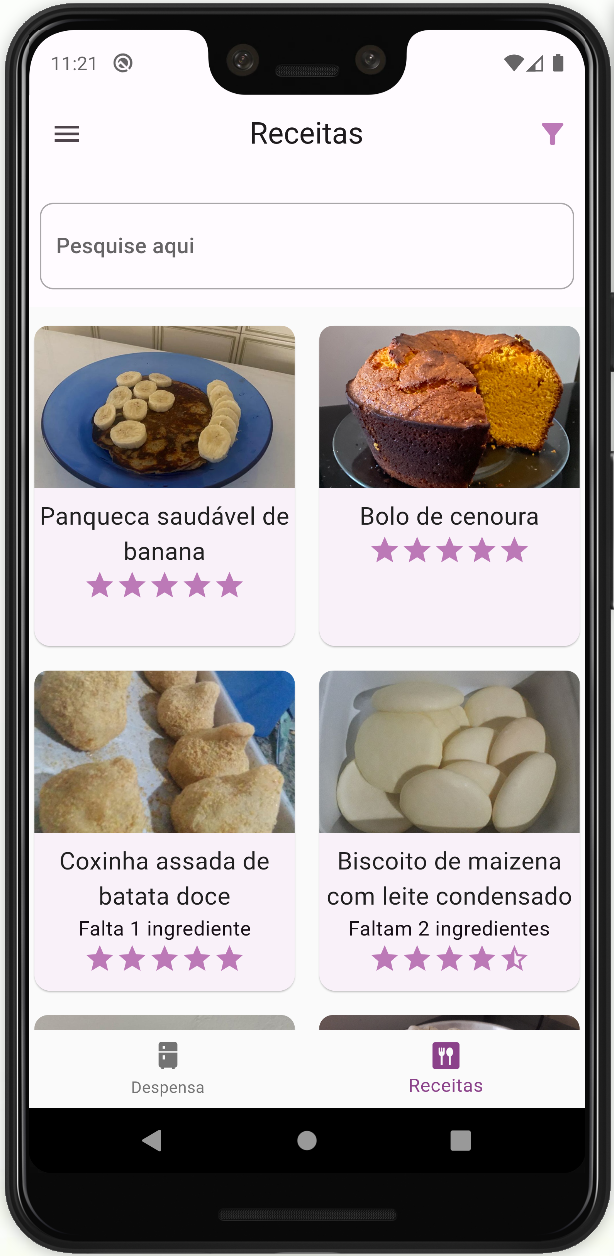 11:21
Receitas
Pesquise aqui
Panqueca saudável de
banana
Bolo de cenoura
Coxinha assada de
batata doce
Falta 1 ingrediente
Biscoito de maizena
com leite condensado
Faltam 2 ingredientes
Despensa
Receitas